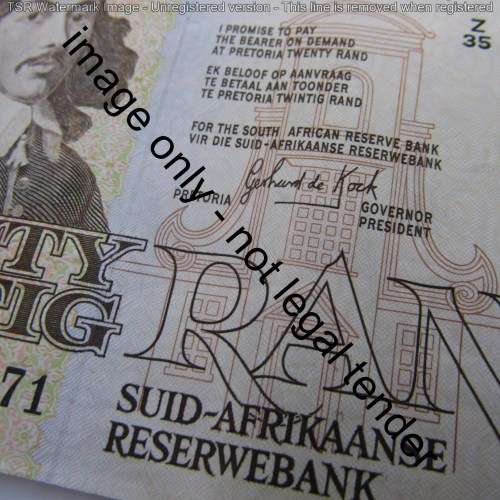 TSR Watermark Image - Unregistered version - This line is removed when registered
I PROMISE TO PAY
THE BEARER ON DEMAND
AT PRETORIA TWENTY RAND
EK BELOOF OP AANVRAAG
TE BETAAL AAN TOONDER
TE PRETORIA TWINTIG RAND
FOR THE SOUTH AFRICAN RESERVE BANK
VIR DIE SUID-AFRIKAANSE RESERWEBANK
Gerhard de Kock
PRETORIA
GOVERNOR
PRESIDENT
Z
35
TY
TIG
RAN
71
SUID-AFRIKAANSE
RESERWEBANK
image only - not legal tender